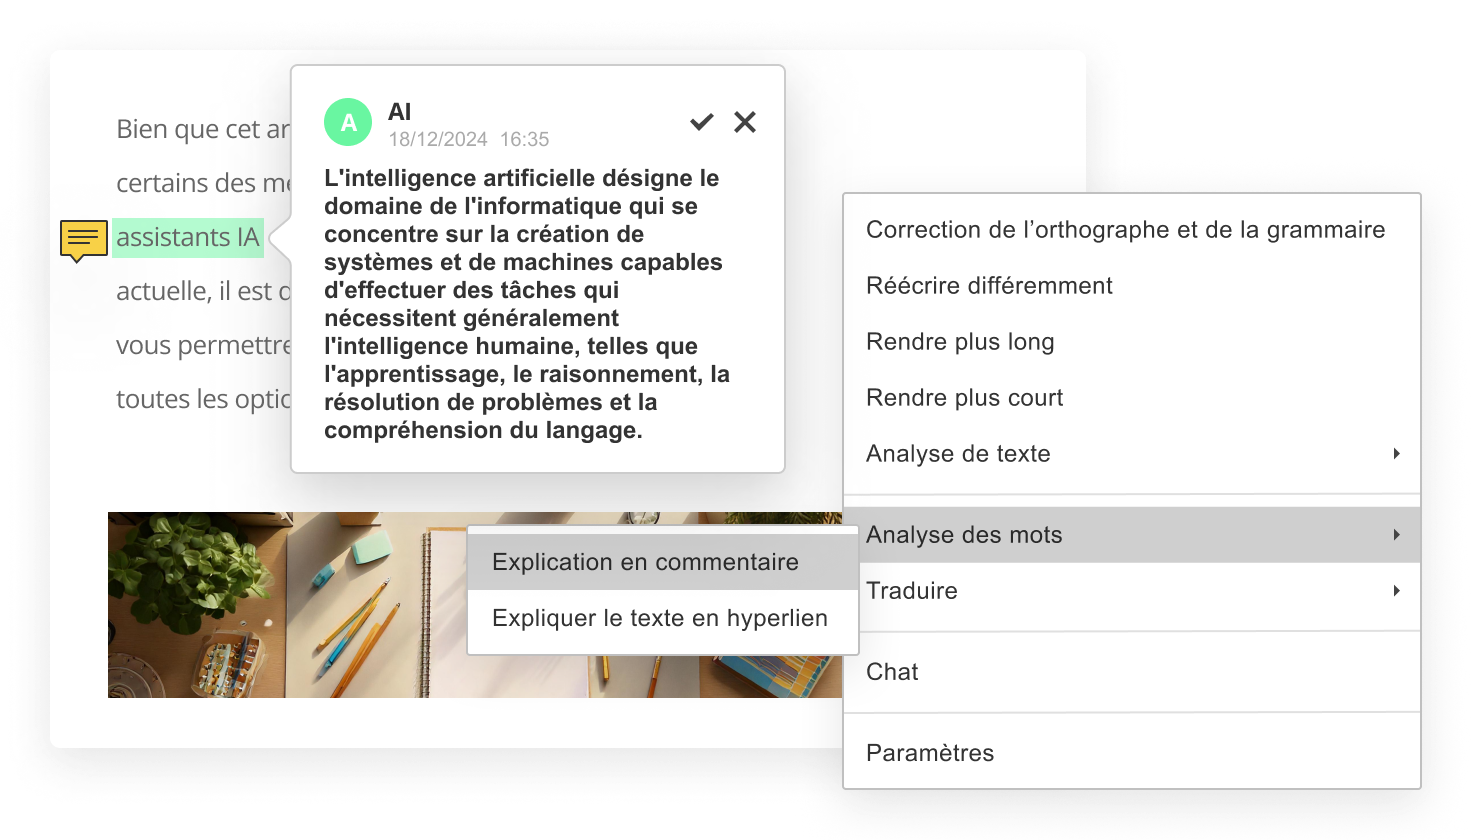 Bien que cet
certains des
assistants IA
actuelle, il est
vous
toutes les
A
AI
18/12/2024 16:35
L'intelligence artificielle désigne le
domaine de l'informatique qui se
concentre sur la création de
systèmes et de machines capables
d'effectuer des tâches qui
nécessitent généralement
l'intelligence humaine, telles que
l'apprentissage, le raisonnement, la
résolution de problèmes et la
compréhension du langage.
Correction de l’orthographe et de la grammaire
Réécrire différemment
Rendre plus long
Rendre plus court
Analyse de texte
Analyse des mots
Traduire
Chat
Paramètres
Explication en commentaire
Expliquer le texte en hyperlien